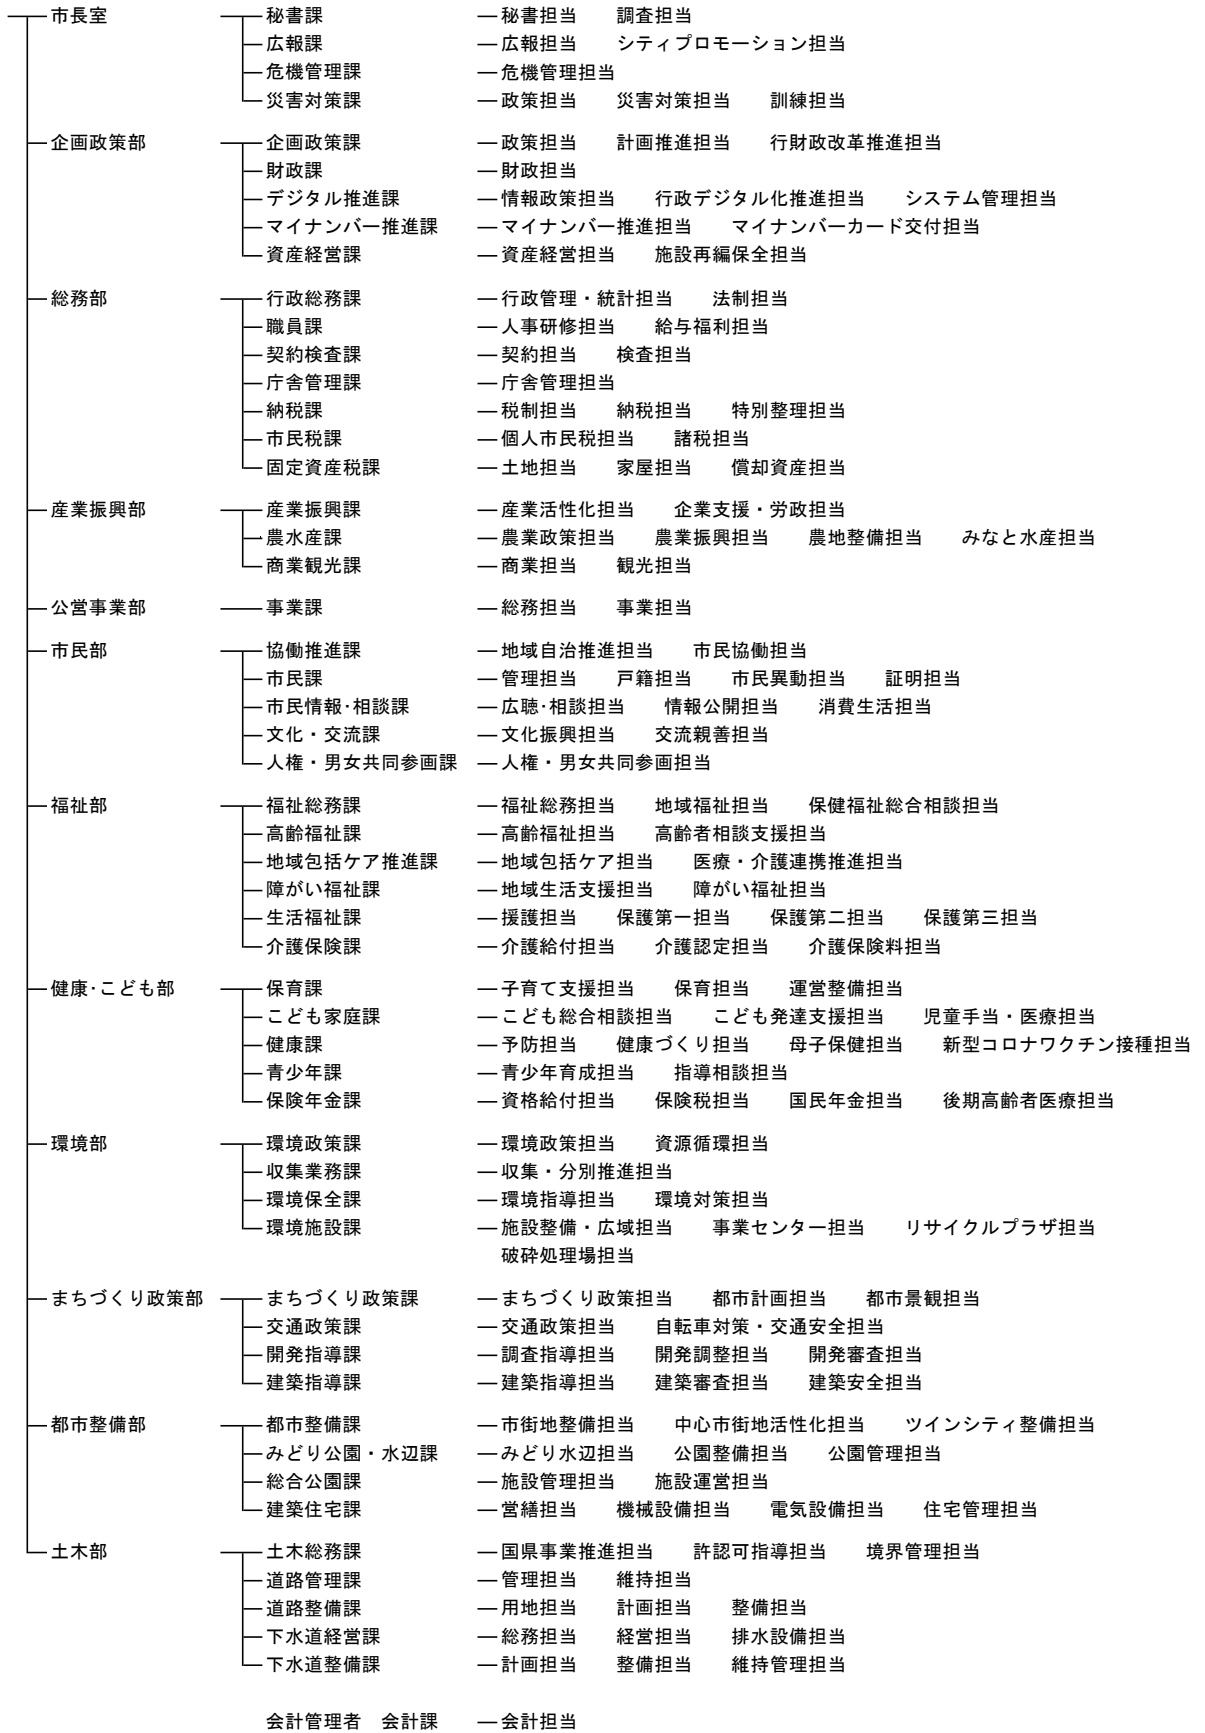 市長室 秘書課 秘書担当 調査担当
広報課 広報担当 シティプロモーション担当
危機管理課 危機管理担当
災害対策課 政策担当 災害対策担当 訓練担当
企画政策部 企画政策課 政策担当 計画推進担当 行財政改革推進担当
財政課 財政担当
デジタル推進課 情報政策担当 行政デジタル化推進担当 システム管理担当
マイナンバー推進課 マイナンバー推進担当 マイナンバーカード交付担当
資産経営課 資産経営担当 施設再編保全担当
総務部 行政総務課 行政管理・統計担当 法制担当
職員課 人事研修担当 給与福利担当
契約検査課 契約担当 検査担当
庁舎管理課 庁舎管理担当
納税課 税制担当 納税担当 特別整理担当
市民税課 個人市民税担当 諸税担当
固定資産税課 土地担当 家屋担当 償却資産担当
産業振興部 産業振興課 産業活性化担当 企業支援・労政担当
農水産課 農業政策担当 農業振興担当 農地整備担当 みなと水産担当
商業観光課 商業担当 観光担当
公営事業部 事業課 総務担当 事業担当
市民部 協働推進課 地域自治推進担当 市民協働担当
市民課 管理担当 戸籍担当 市民異動担当 証明担当
市民情報・相談課 広聴・相談担当 情報公開担当 消費生活担当
文化・交流課 文化振興担当 交流親善担当
人権・男女共同参画課 人権・男女共同参画担当
福祉部 福祉総務課 福祉総務担当 地域福祉担当 保健福祉総合相談担当
高齢福祉課 高齢福祉担当 高齢者相談支援担当
地域包括ケア推進課 地域包括ケア担当 医療・介護連携推進担当
障がい福祉課 地域生活支援担当 障がい福祉担当
生活福祉課 援護担当 保護第一担当 保護第二担当 保護第三担当
介護保険課 介護給付担当 介護認定担当 介護保険料担当
健康・こども部 保育課 子育て支援担当 保育担当 運営整備担当
こども家庭課 こども総合相談担当 こども発達支援担当 児童手当・医療担当
健康課 予防担当 健康づくり担当 母子保健担当 新型コロナワクチン接種担当
青少年課 青少年育成担当 指導相談担当
保険年金課 資格給付担当 保険税担当 国民年金担当 後期高齢者医療担当
環境部 環境政策課 環境政策担当 資源循環担当
収集業務課 収集・分別推進担当
環境保全課 環境指導担当 環境対策担当
環境施設課 施設整備・広域担当 事業センター担当 リサイクルプラザ担当
破砕処理場担当
まちづくり政策部 まちづくり政策課 まちづくり政策担当 都市計画担当 都市景観担当
交通政策課 交通政策担当 自転車対策・交通安全担当
開発指導課 調査指導担当 開発調整担当 開発審査担当
建築指導課 建築指導担当 建築審査担当 建築安全担当
都市整備部 都市整備課 市街地整備担当 中心市街地活性化担当 ツインシティ整備担当
みどり公園・水辺課 みどり水辺担当 公園整備担当 公園管理担当
総合公園課 施設管理担当 施設運営担当
建築住宅課 営繕担当 機械設備担当 電気設備担当 住宅管理担当
土木部 土木総務課 国県事業推進担当 許認可指導担当 境界管理担当
道路管理課 管理担当 維持担当
道路整備課 用地担当 計画担当 整備担当
下水道経営課 総務担当 経営担当 排水設備担当
下水道整備課 計画担当 整備担当 維持管理担当
会計管理者 会計課 会計担当